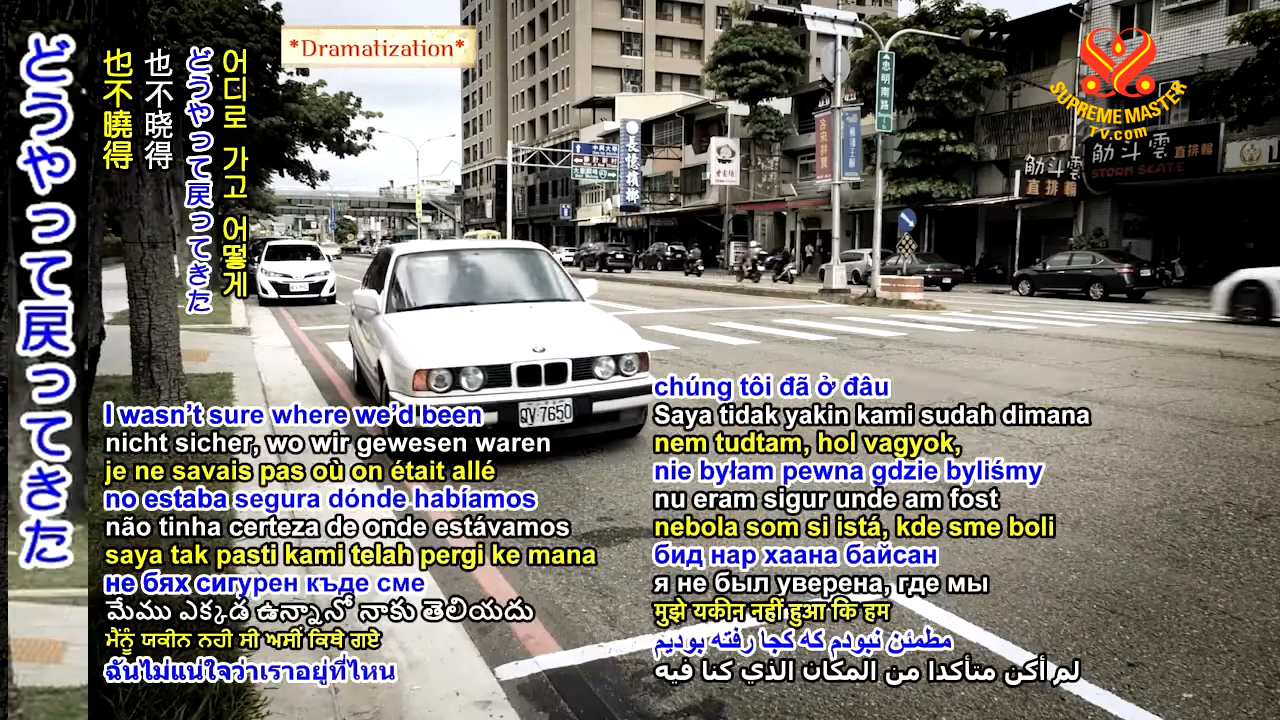 どうやって戻ってきた
也不曉得
也不晓得
どうやって戻ってきた
어디로 가고 어떻게
*Dramatization*
SUPREME MASTER
TV.com
忠明南路
中興大學
筋斗雲
直排輪
筋斗雲 直排輪
STORM SKATE
QV 7650
I wasn't sure where we'd been
nicht sicher, wo wir gewesen waren
je ne savais pas où on était allé
no estaba segura dónde habíamos
não tinha certeza de onde estávamos
saya tak pasti kami telah pergi ke mana
не бях сигурен къде сме
మేము ఎక్కడ ఉన్నామో నాకు తెలియదు
ਮੈਨੂੰ ਯਕੀਨ ਨਹੀ ਸੀ ਅਸੀਂ ਕਿਥੇ ਗਏ
ฉันไม่แน่ใจว่าเราอยู่ที่ไหน
chúng tôi đã ở đâu
Saya tidak yakin kami sudah dimana
nem tudtam, hol vagyok,
nie byłam pewna gdzie byliśmy
nu eram sigur unde am fost
nebola som si istá, kde sme boli
бид нар хаана байсан
я не был уверена, где мы
मुझे यकीन नहीं हुआ कि हम
مطمئن نبودم که کجا رفته بودیم
لم أكن متأكدا من المكان الذي كنا فيه